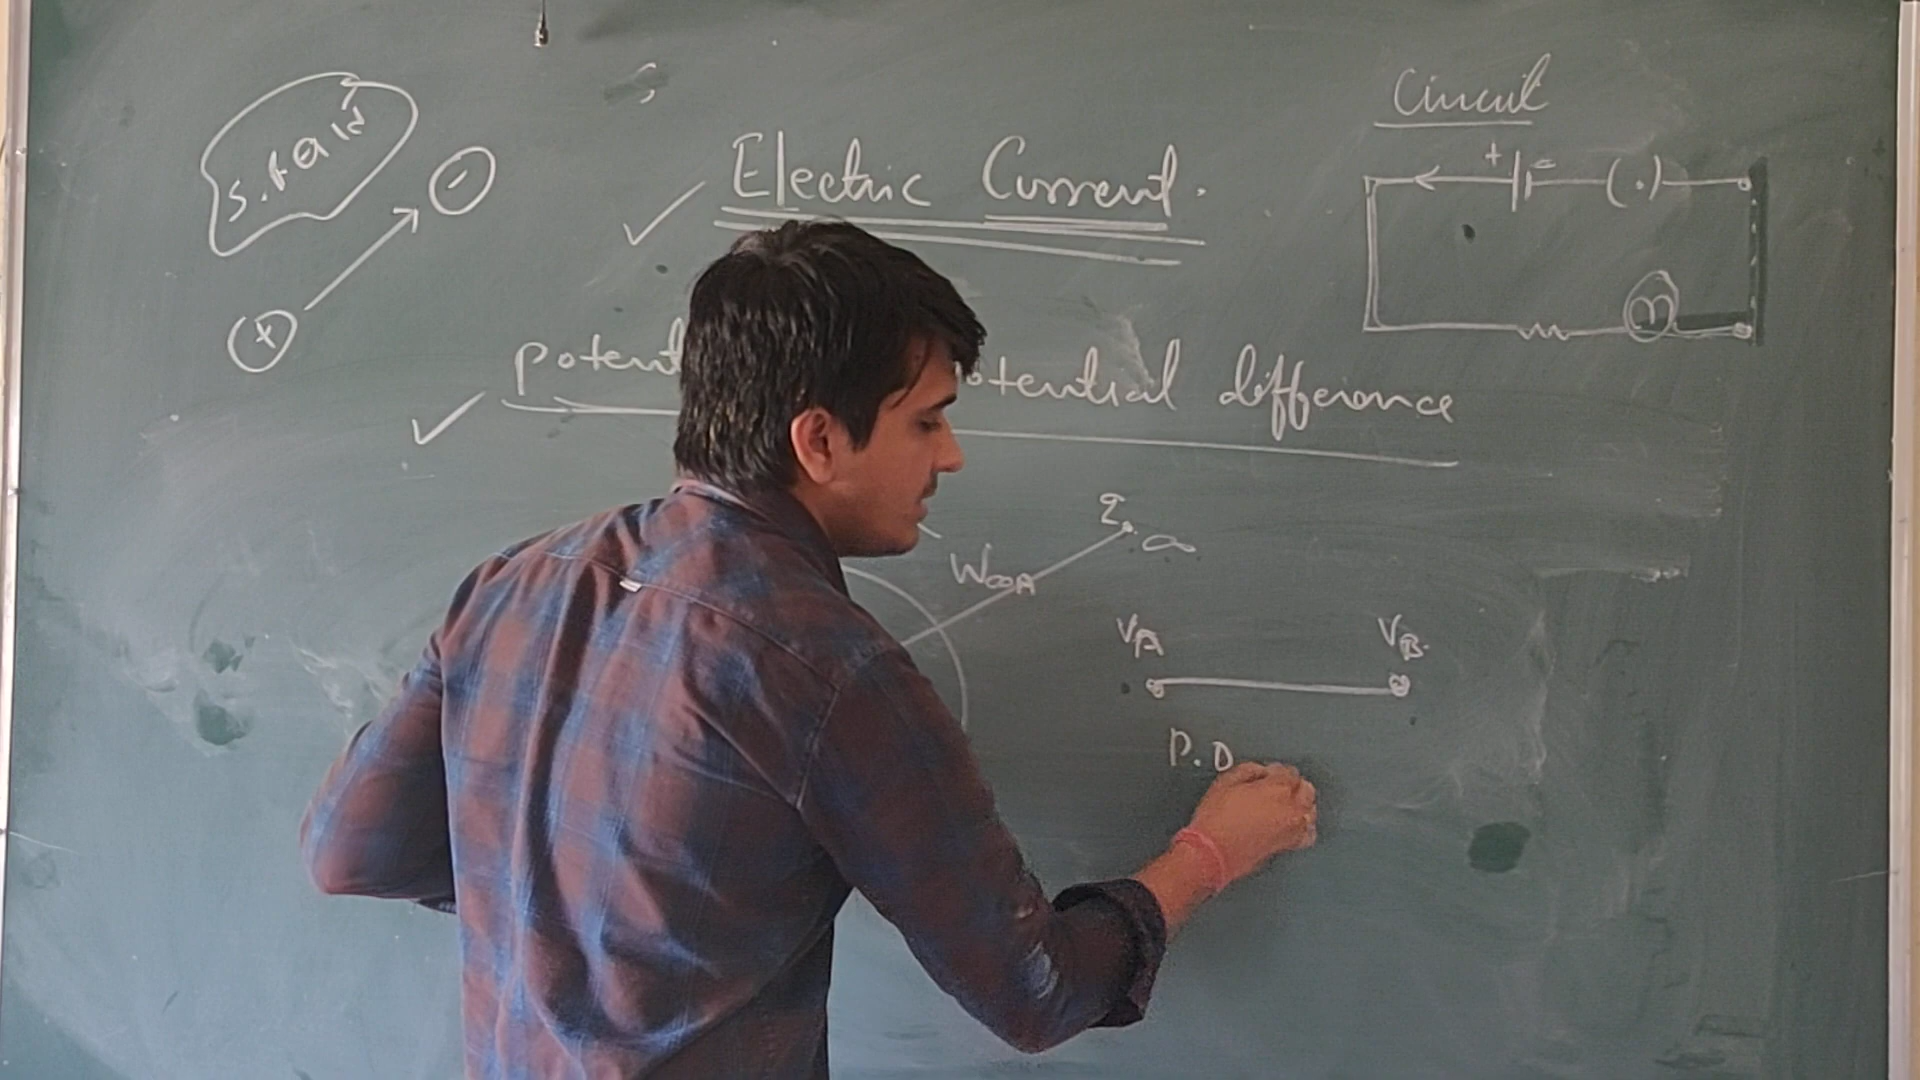 Circuit
Electric Current.
+ -
( . )
-
+
m
potent
otential difference
q.
∞
W∞A
VA VB.
P.D